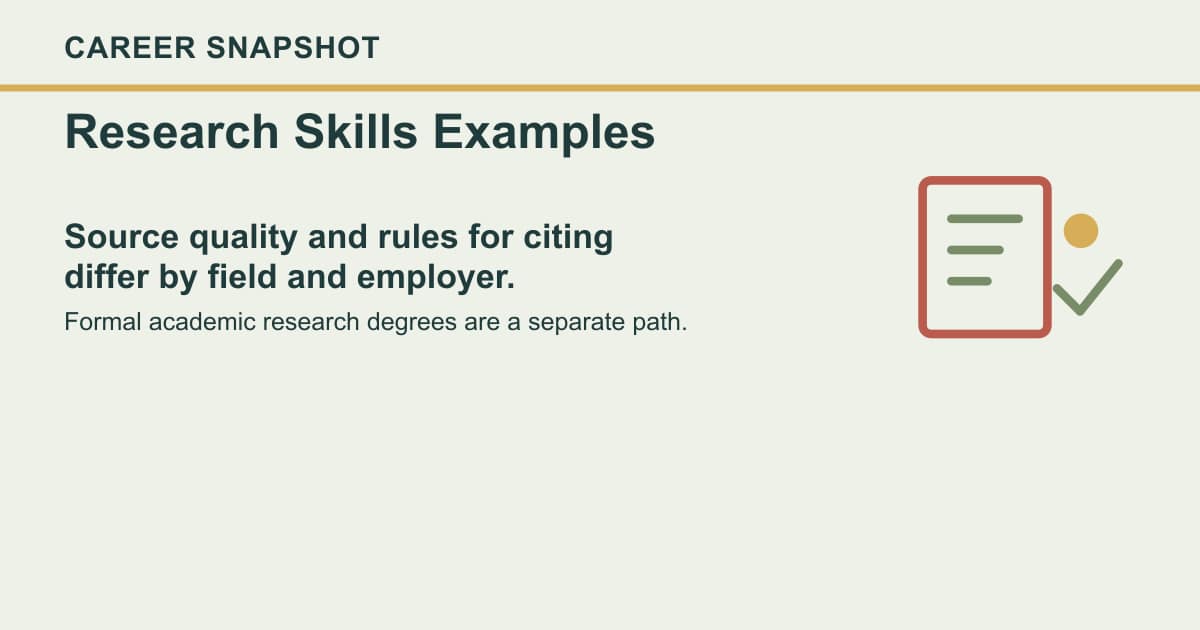 CAREER SNAPSHOT
Research Skills Examples
Source quality and rules for citing
differ by field and employer.
Formal academic research degrees are a separate path.